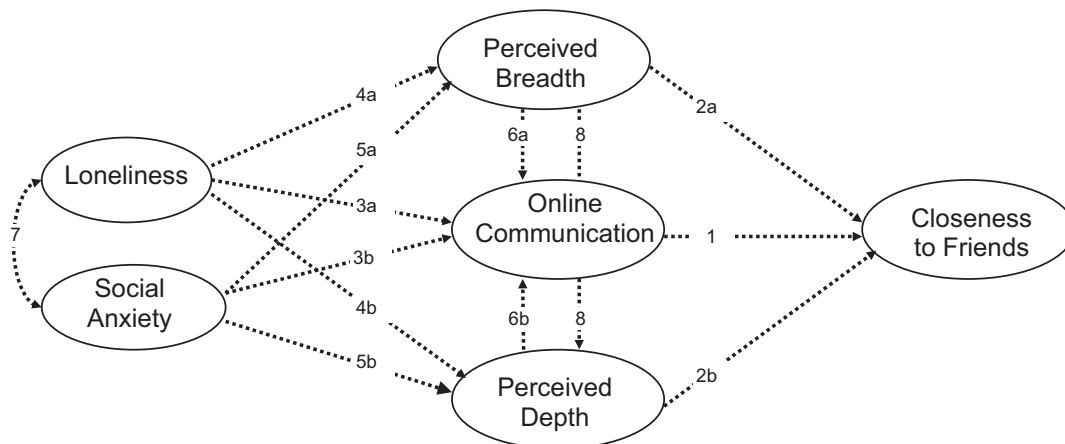 Perceived
Breadth
4a
2a
6a
8
5a
Loneliness
Online
Communication
3a
Closeness
to Friends
7
1
3b
Social
Anxiety
4b
6b
8
5b
2b
Perceived
Depth